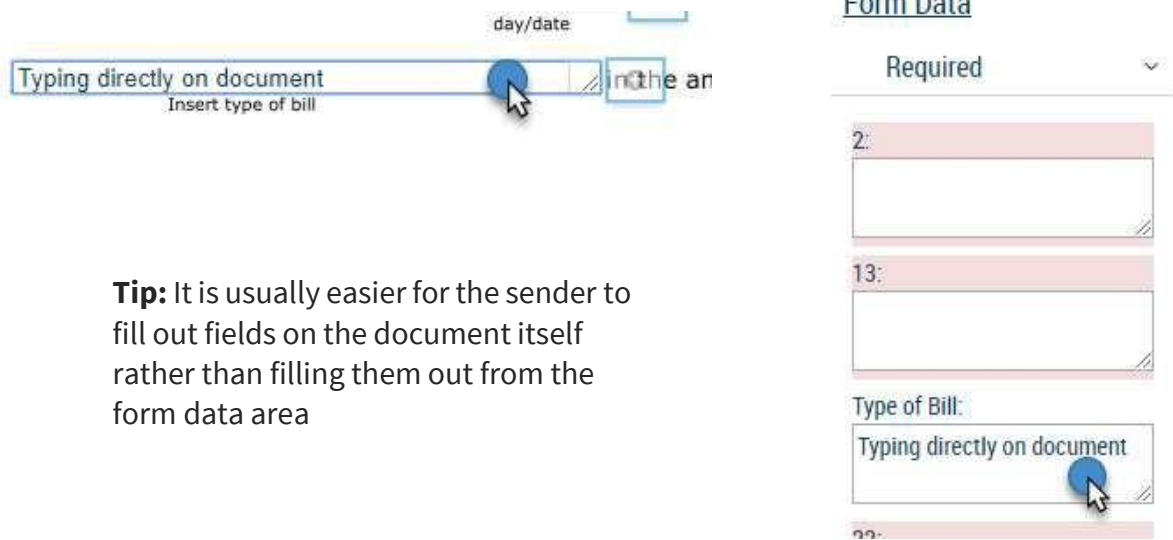 day/date
Typing directly on document
in the an
Insert type of bill
Tip: It is usually easier for the sender to
fill out fields on the document itself
rather than filling them out from the
form data area
Form Data
Required
2:
13:
Type of Bill:
Typing directly on document
22: